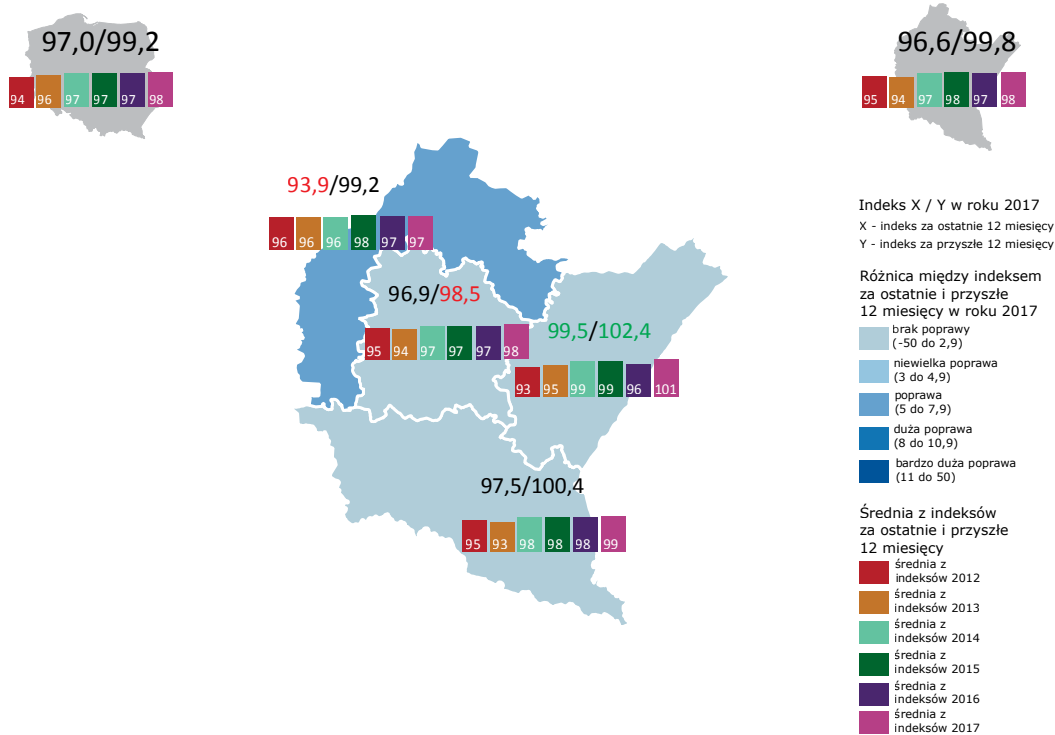 97,0/99,2
94 96 97 97 97 98
96,6/99,8
95 94 97 98 97 98
93,9/99,2
96 96 96 98 97 97
96,9/98,5
95 94 97 97 97 98
99,5/102,4
93 95 99 99 96 101
97,5/100,4
95 93 98 98 98 99
Indeks X / Y w roku 2017
X - indeks za ostatnie 12 miesięcy
Y - indeks za przyszłe 12 miesięcy
Różnica między indeksem
za ostatnie i przyszłe
12 miesięcy w roku 2017
brak poprawy
(-50 do 2,9)
niewielka poprawa
(3 do 4,9)
poprawa
(5 do 7,9)
duża poprawa
(8 do 10,9)
bardzo duża poprawa
(11 do 50)
Średnia z indeksów
za ostatnie i przyszłe
12 miesięcy
średnia z
indeksów 2012
średnia z
indeksów 2013
średnia z
indeksów 2014
średnia z
indeksów 2015
średnia z
indeksów 2016
średnia z
indeksów 2017